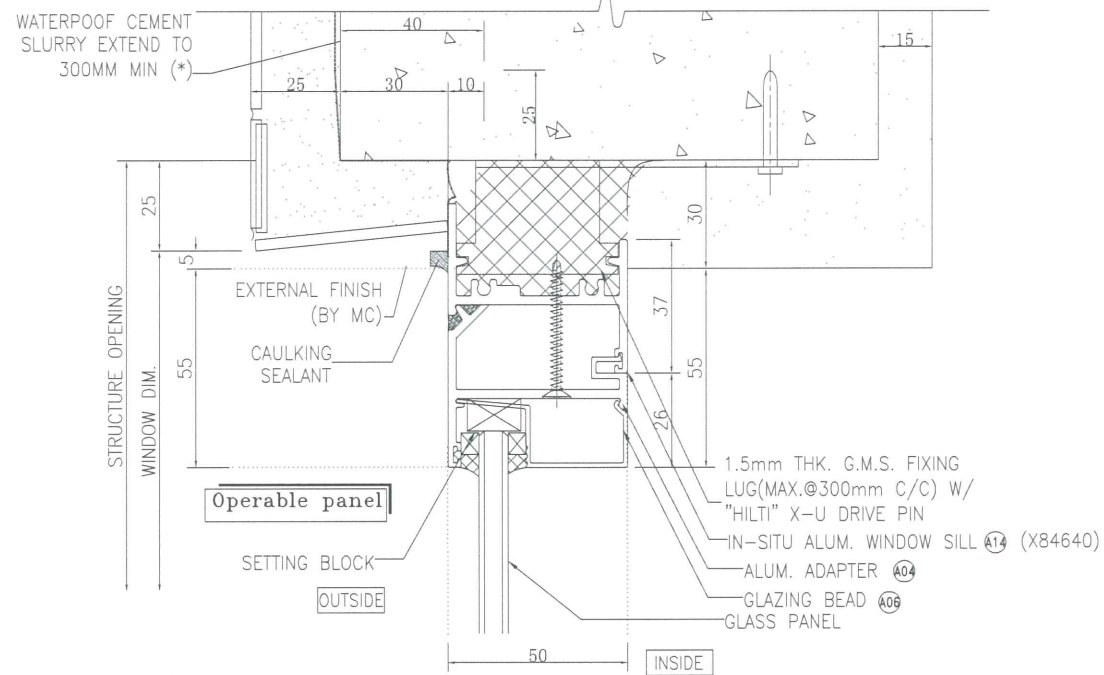 WATERPOOF CEMENT
SLURRY EXTEND TO
300MM MIN (*)
40
15
25
30
10
25
25
30
5
EXTERNAL FINISH
(BY MC)
37
CAULKING
SEALANT
55
55
STRUCTURE OPENING
WINDOW DIM.
26
Operable panel
1.5mm THK. G.M.S. FIXING
LUG(MAX.@300mm C/C) W/
"HILTI" X-U DRIVE PIN
IN-SITU ALUM. WINDOW SILL A14 (X84640)
SETTING BLOCK
ALUM. ADAPTER A04
OUTSIDE
GLAZING BEAD A06
GLASS PANEL
50
INSIDE